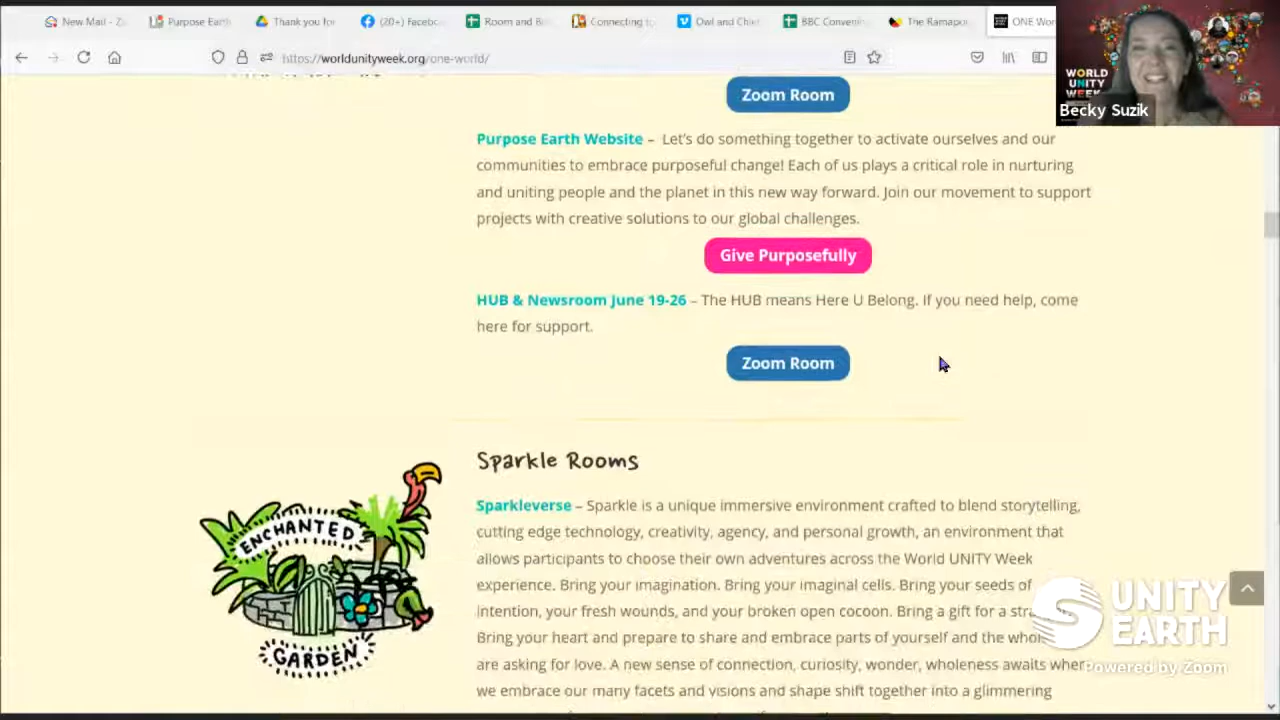 New Mail - Z
Purpose Eart
Thank you fo
(20+) Facebo
Room and B
Connecting to
Owl and Chie
BBC Conveni
The Ramapo
ONE Wor
https://worldunityweek.org/one-world/
WORLD
UNITY
WEEK
Becky Suzik
Zoom Room
Purpose Earth Website – Let's do something together to activate ourselves and our
communities to embrace purposeful change! Each of us plays a critical role in nurturing
and uniting people and the planet in this new way forward. Join our movement to support
projects with creative solutions to our global challenges.
Give Purposefully
HUB & Newsroom June 19-26 – The HUB means Here U Belong. If you need help, come
here for support.
Zoom Room
Sparkle Rooms
ENCHANTED
GARDEN
Sparkleverse – Sparkle is a unique immersive environment crafted to blend storytelling,
cutting edge technology, creativity, agency, and personal growth, an environment that
allows participants to choose their own adventures across the World UNITY Week
experience. Bring your imagination. Bring your imaginal cells. Bring your seeds of
intention, your fresh wounds, and your broken open cocoon. Bring a gift for a
Bring your heart and prepare to share and embrace parts of yourself and the
are asking for love. A new sense of connection, curiosity, wonder, wholeness awaits
we embrace our many facets and visions and shape shift together into a glimmering
UNITY
EARTH
Powered by Zoom